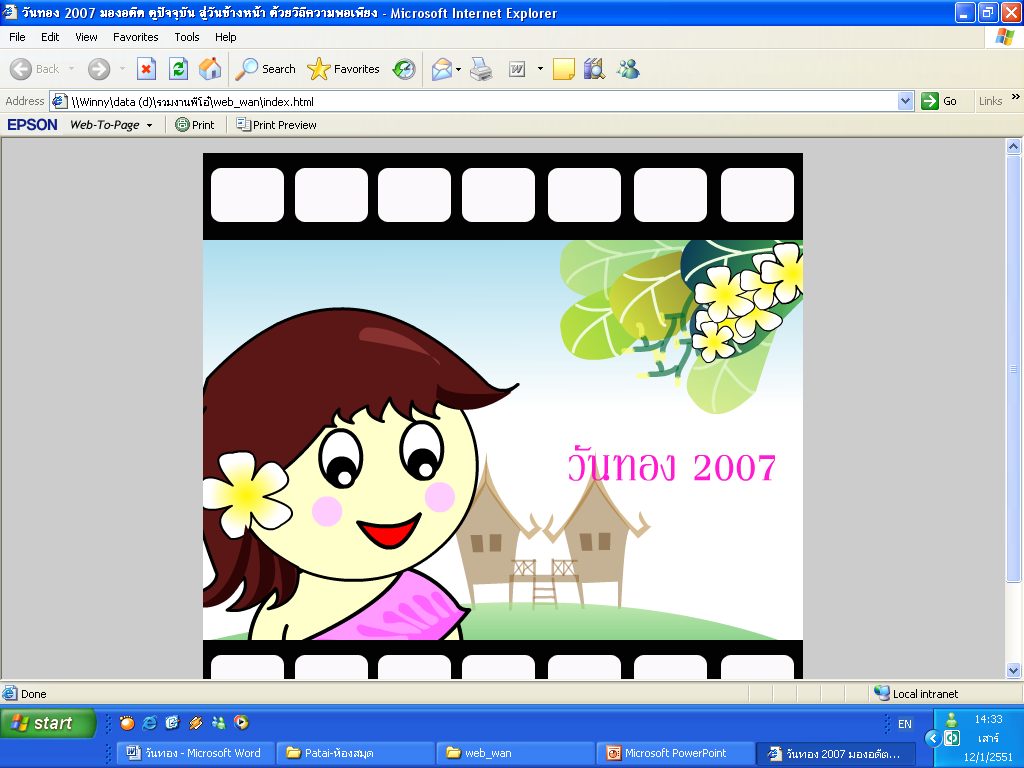 วันทอง 2007 มองอดีต ดูปัจจุบัน สู่วันข้างหน้า ด้วยวิถีความพอเพียง - Microsoft Internet Explorer
File Edit View Favorites Tools Help
Back Search Favorites
Address \\Winny\data (d)\รวมงานพีโอ๋\web_wan\index.html Go Links »
EPSON Web-To-Page Print Print Preview
วันทอง 2007
Done Local intranet
start EN 14:33
เสาร์
วันทอง - Microsoft Word Patai-ห้องสมุด web_wan Microsoft PowerPoint วันทอง 2007 มองอดีต... 12/1/2551